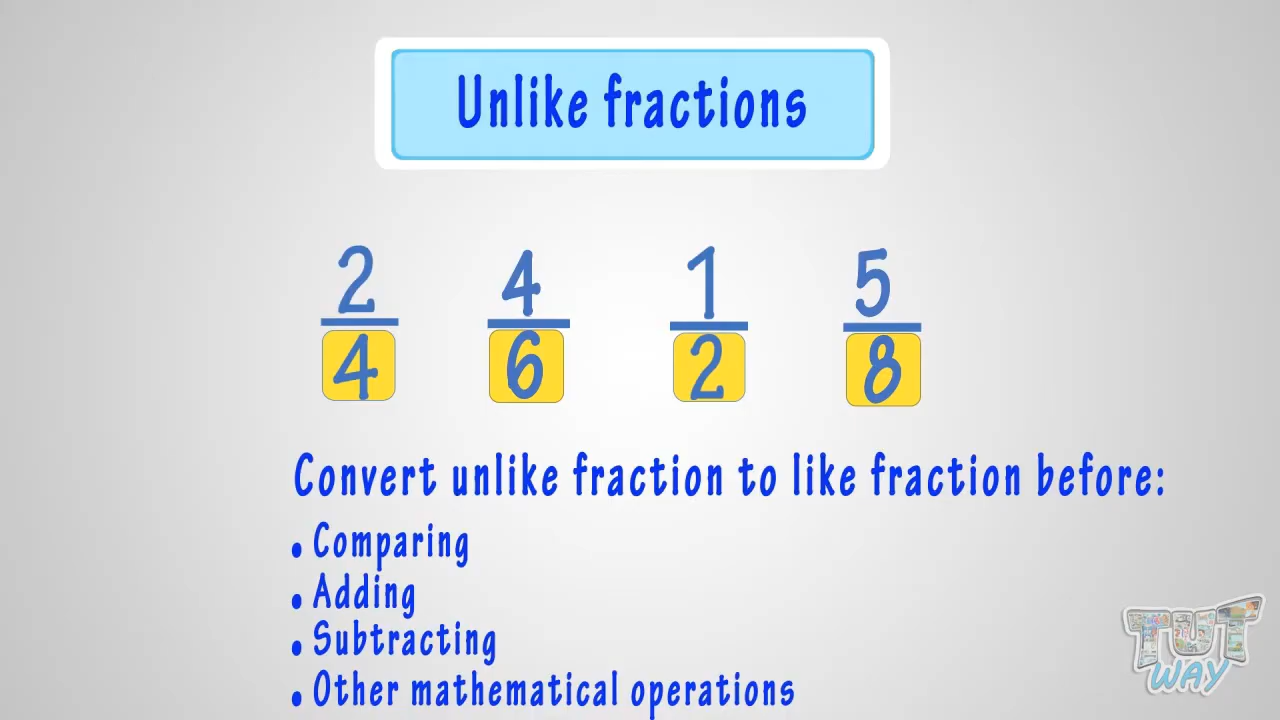 Unlike fractions
2 4 1 5
4 6 2 8
Convert unlike fraction to like fraction before:
• Comparing
• Adding
• Subtracting
• Other mathematical operations
TUT
WAY